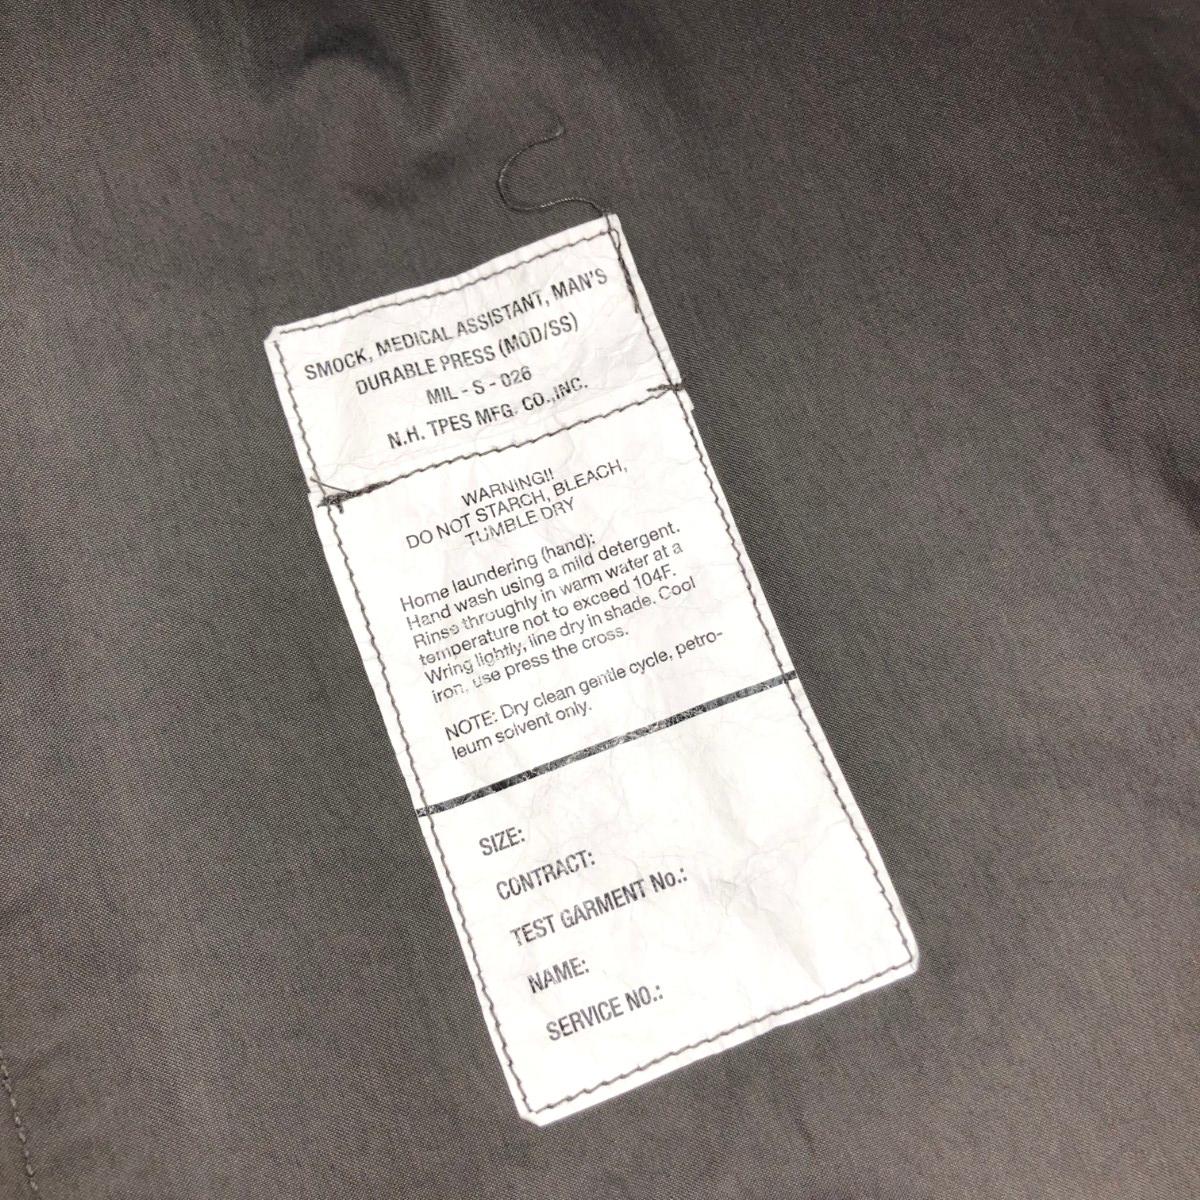 SMOCK, MEDICAL ASSISTANT, MAN'S
DURABLE PRESS (MOD/SS)
MIL - S - 026
N.H. TPES MFG. CO.,INC.
WARNING!!
DO NOT STARCH, BLEACH,
TUMBLE DRY
Home laundering (hand):
Hand wash using a mild detergent.
Rinse throughly in warm water at a
temperature not to exceed 104F.
Wring lightly, line dry in shade. Cool
iron, use press the cross.
NOTE: Dry clean gentle cycle, petro-
leum solvent only.
SIZE:
CONTRACT:
TEST GARMENT No.:
NAME:
SERVICE NO.: